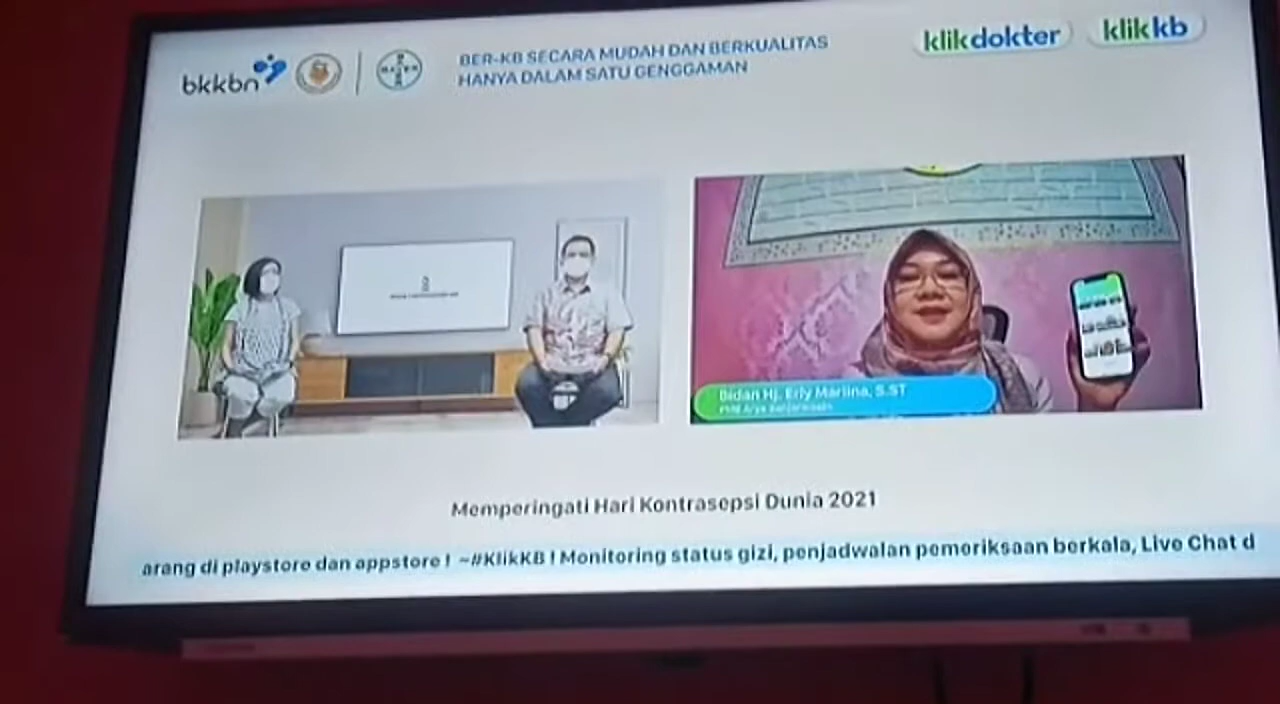 bkkbn
BAYER
BER-KB SECARA MUDAH DAN BERKUALITAS
HANYA DALAM SATU GENGGAMAN
klikdokter
klikkb
Bidan Hj. Erly Marlina, S.ST
Memperingati Hari Kontrasepsi Dunia 2021
arang di playstore dan appstore ! ~#KlikKB ! Monitoring status gizi, penjadwalan pemeriksaan berkala, Live Chat d